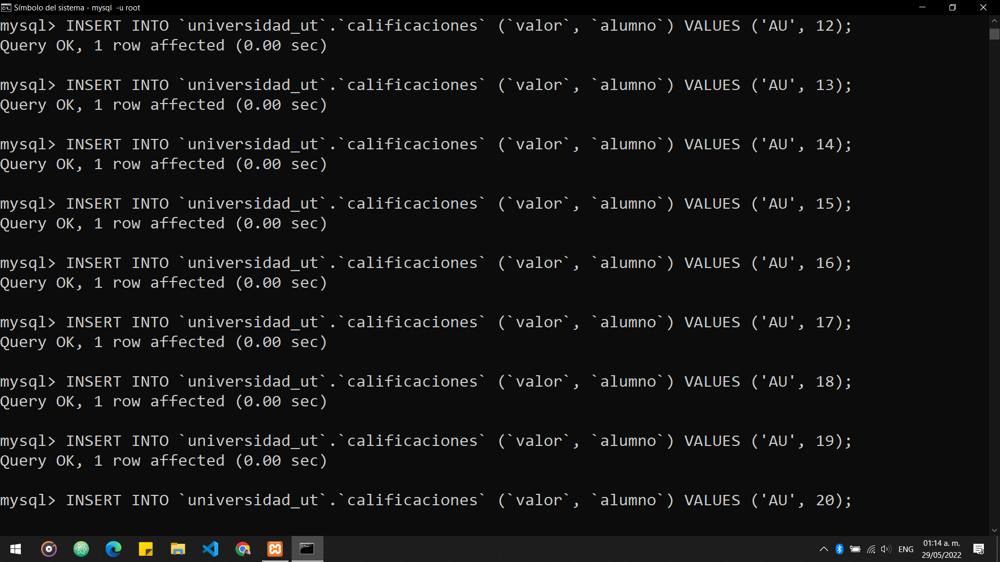 Símbolo del sistema - mysql  -u root
mysql> INSERT INTO `universidad_ut`.`calificaciones` (`valor`, `alumno`) VALUES ('AU', 12);
Query OK, 1 row affected (0.00 sec)
mysql> INSERT INTO `universidad_ut`.`calificaciones` (`valor`, `alumno`) VALUES ('AU', 13);
Query OK, 1 row affected (0.00 sec)
mysql> INSERT INTO `universidad_ut`.`calificaciones` (`valor`, `alumno`) VALUES ('AU', 14);
Query OK, 1 row affected (0.00 sec)
mysql> INSERT INTO `universidad_ut`.`calificaciones` (`valor`, `alumno`) VALUES ('AU', 15);
Query OK, 1 row affected (0.00 sec)
mysql> INSERT INTO `universidad_ut`.`calificaciones` (`valor`, `alumno`) VALUES ('AU', 16);
Query OK, 1 row affected (0.00 sec)
mysql> INSERT INTO `universidad_ut`.`calificaciones` (`valor`, `alumno`) VALUES ('AU', 17);
Query OK, 1 row affected (0.00 sec)
mysql> INSERT INTO `universidad_ut`.`calificaciones` (`valor`, `alumno`) VALUES ('AU', 18);
Query OK, 1 row affected (0.00 sec)
mysql> INSERT INTO `universidad_ut`.`calificaciones` (`valor`, `alumno`) VALUES ('AU', 19);
Query OK, 1 row affected (0.00 sec)
mysql> INSERT INTO `universidad_ut`.`calificaciones` (`valor`, `alumno`) VALUES ('AU', 20);
ENG
01:14 a. m.
29/05/2022